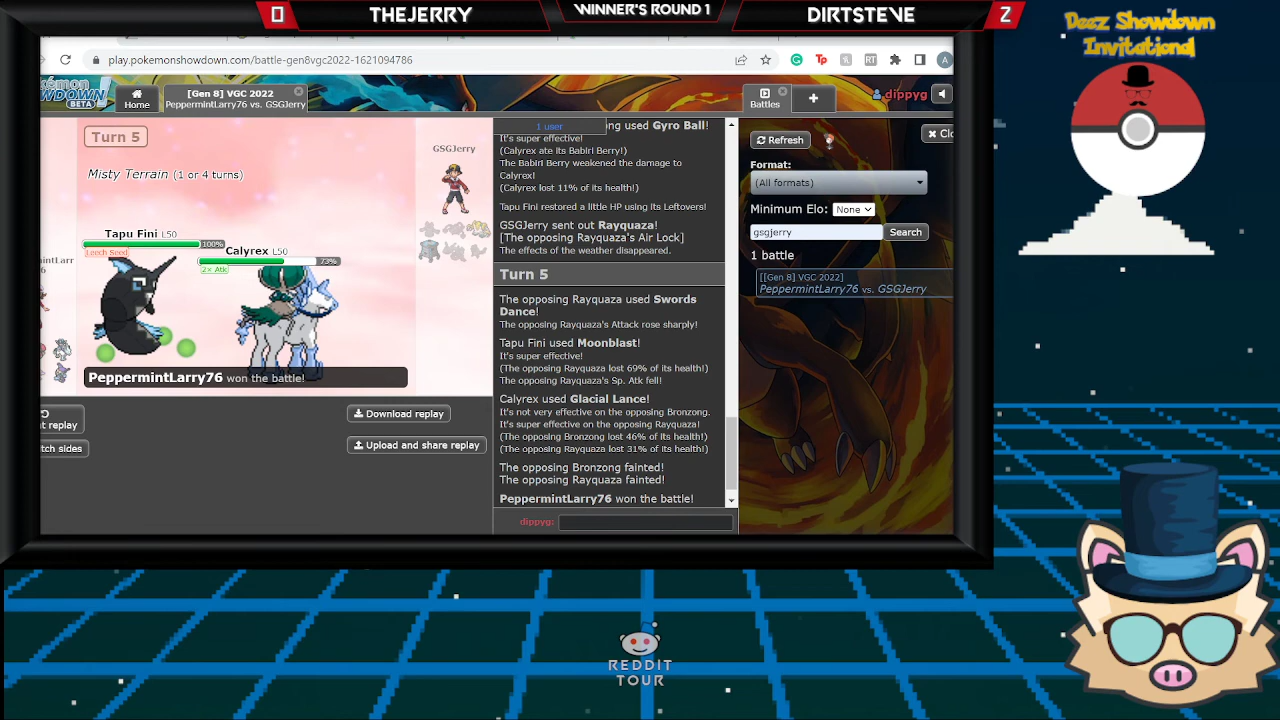 0
THEJERRY
WINNER'S ROUND 1
DIRTSTEVE
2
Deez Showdown
Invitational
play.pokemonshowdown.com/battle-gen8vgc2022-1621094786
Home
[Gen 8] VGC 2022
PeppermintLarry76 vs. GSGJerry
Battles
dippyg
BETA
Turn 5
Misty Terrain (1 or 4 turns)
Tapu Fini L50
100%
Leech Seed
Calyrex L50
73%
2× Atk
GSGJerry
PeppermintLarry76 won the battle!
Download replay
Upload and share replay
1 user
used Gyro Ball!
It's super effective!
(Calyrex ate its Babiri Berry!)
The Babiri Berry weakened the damage to
Calyrex!
(Calyrex lost 11% of its health!)
Tapu Fini restored a little HP using its Leftovers!
GSGJerry sent out Rayquaza!
[The opposing Rayquaza's Air Lock]
The effects of the weather disappeared.
Turn 5
The opposing Rayquaza used Swords
Dance!
The opposing Rayquaza's Attack rose sharply!
Tapu Fini used Moonblast!
It's super effective!
(The opposing Rayquaza lost 69% of its health!)
The opposing Rayquaza's Sp. Atk fell!
Calyrex used Glacial Lance!
It's not very effective on the opposing Bronzong.
It's super effective on the opposing Rayquaza!
(The opposing Bronzong lost 46% of its health!)
(The opposing Rayquaza lost 31% of its health!)
The opposing Bronzong fainted!
The opposing Rayquaza fainted!
PeppermintLarry76 won the battle!
dippyg:
Refresh
Clo
Format:
(All formats)
Minimum Elo: None
gsgjerry
Search
1 battle
[[Gen 8] VGC 2022]
PeppermintLarry76 vs. GSGJerry
REDDIT
TOUR